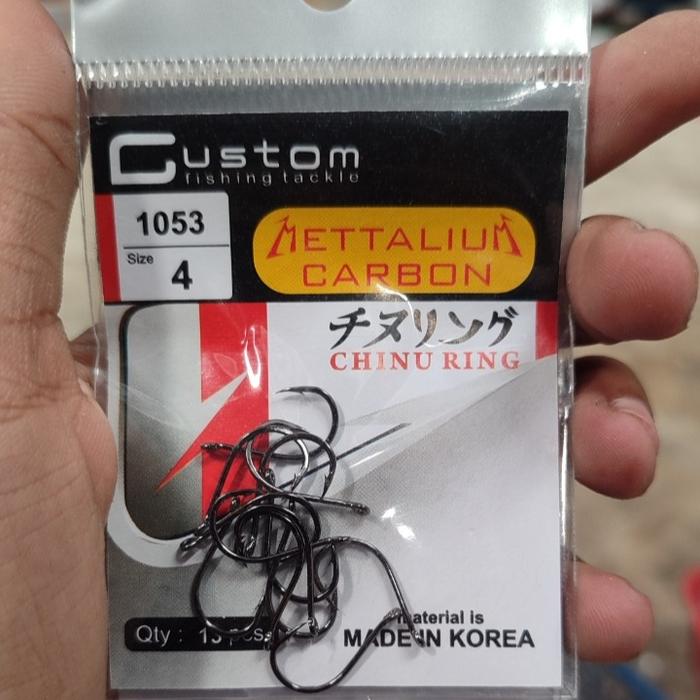 Custom
fishing tackle
1053
Size
4
METTALIUM
CARBON
チヌリング
CHINU RING
Qty :
material is
MADE IN KOREA